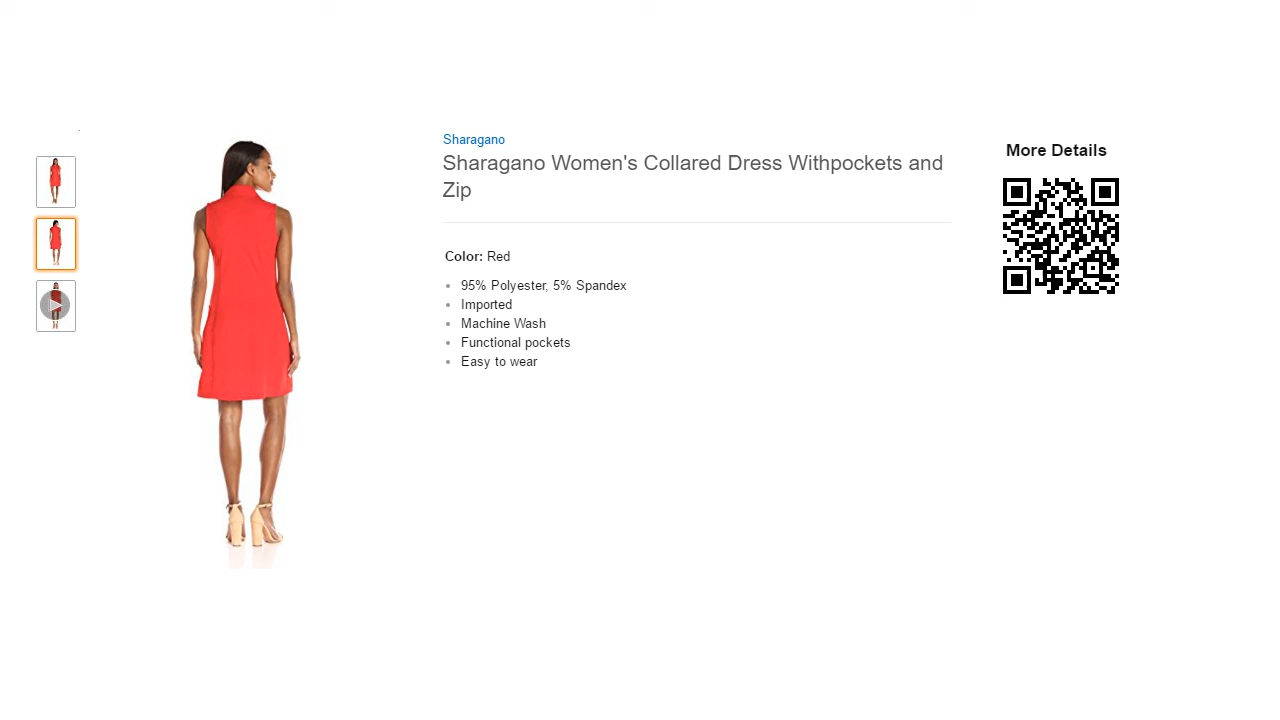 Sharagano
Sharagano Women's Collared Dress Withpockets and
Zip
Color: Red
95% Polyester, 5% Spandex
Imported
Machine Wash
Functional pockets
Easy to wear
More Details